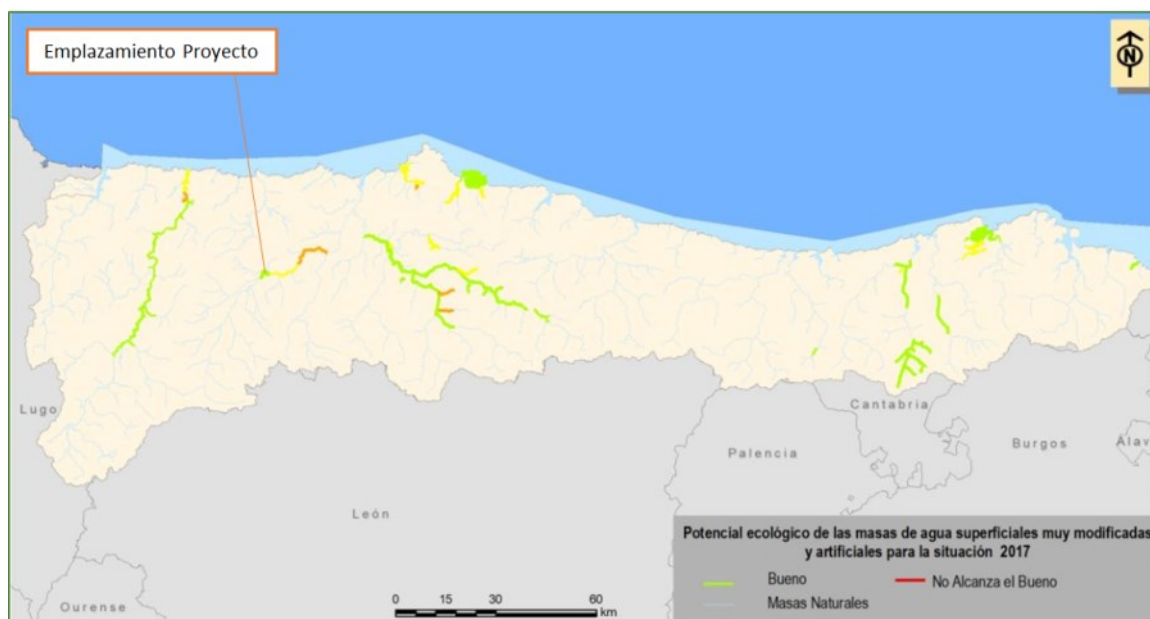 Emplazamiento Proyecto
N
Lugo
Cantabria
Burgos
Álav
Palencia
León
Ourense
Potencial ecológico de las masas de agua superficiales muy modificadas
y artificiales para la situación 2017
Bueno
No Alcanza el Bueno
Masas Naturales
0 15 30 60
km